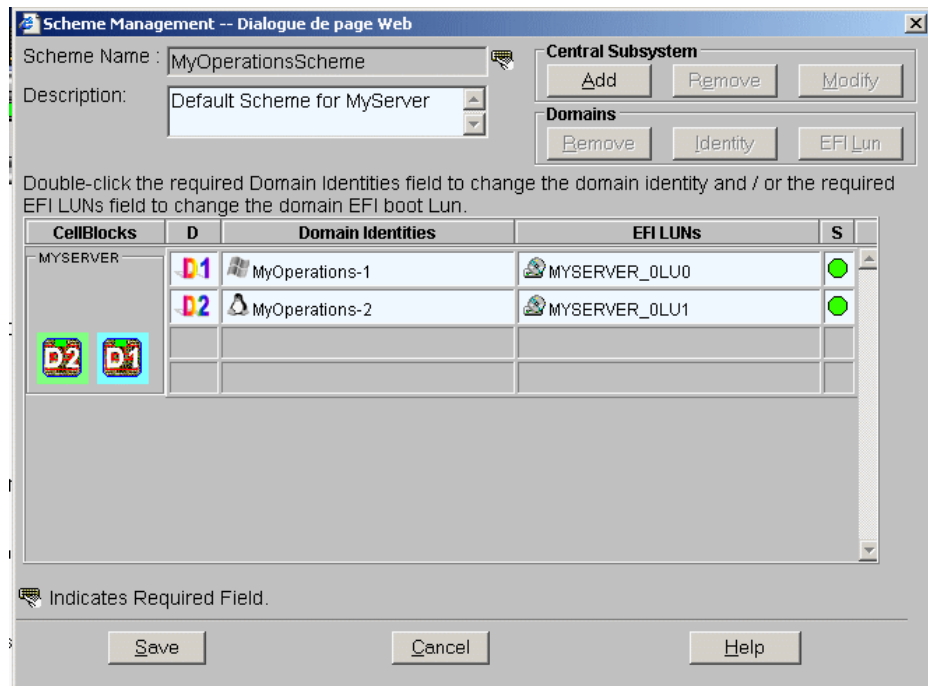 Scheme Management -- Dialogue de page Web
Scheme Name : MyOperationsScheme
Description: Default Scheme for MyServer
Central Subsystem
Add Remove Modify
Domains
Remove Identity EFI Lun
Double-click the required Domain Identities field to change the domain identity and / or the required
EFI LUNs field to change the domain EFI boot Lun.
CellBlocks D Domain Identities EFI LUNs S
MYSERVER
D1 MyOperations-1 MYSERVER_0LU0
D2 MyOperations-2 MYSERVER_0LU1
D2 D1
Indicates Required Field.
Save Cancel Help